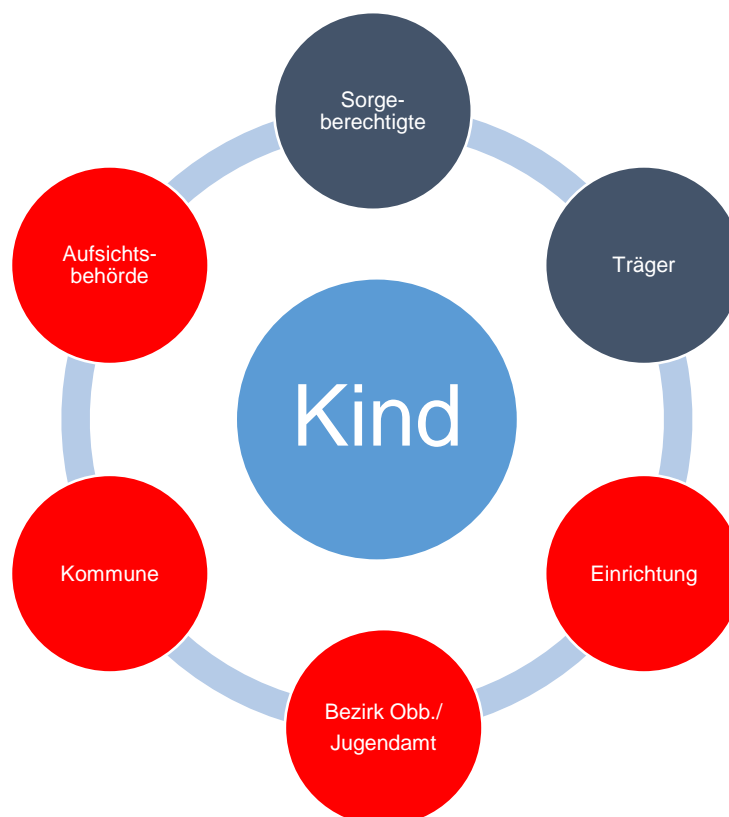 Sorge-
berechtigte
Aufsichts-
behörde
Träger
Kind
Kommune
Einrichtung
Bezirk Obb./
Jugendamt